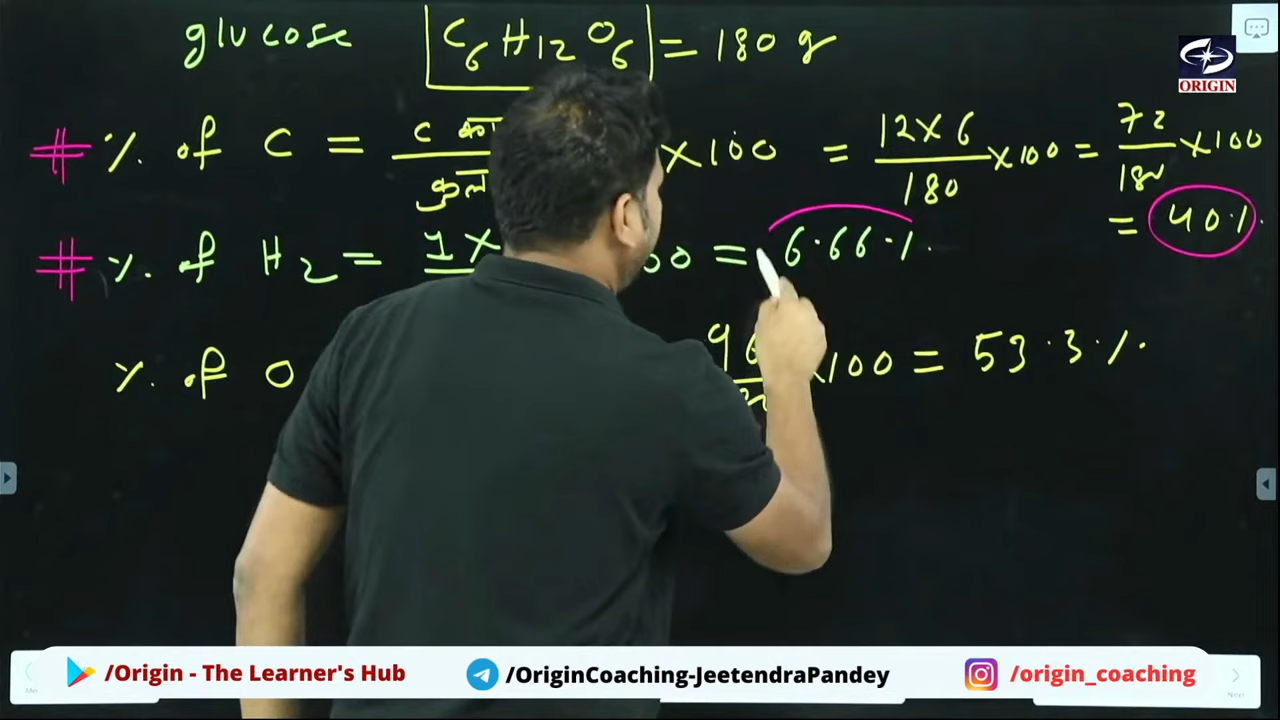 glucose C6H12O6 = 180 g
ORIGIN
# % of C = C × 100 = 12 × 6 / 180 × 100 = 72 / 180 × 100
= 40%
# % of H2 = 1 × 00 = 6.66%
% of O 96 × 100 = 53.3%
/Origin - The Learner's Hub /OriginCoaching-JeetendraPandey /origin_coaching